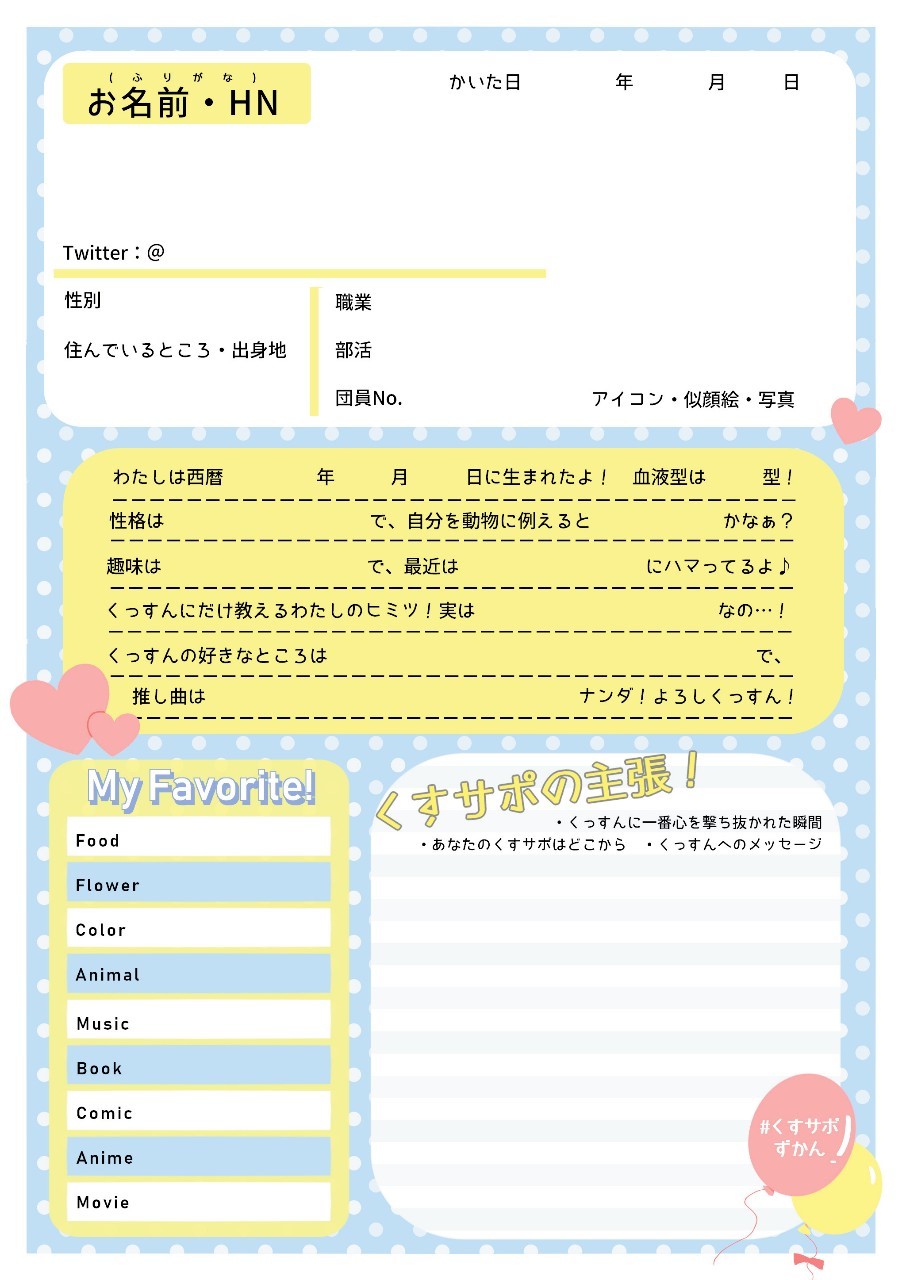 (ふりがな)
お名前・HN
かいた日 年 月 日
Twitter：@
性別
住んでいるところ・出身地
職業
部活
団員No.
アイコン・似顔絵・写真
わたしは西暦 年 月 日に生まれたよ！ 血液型は 型！
性格は で、自分を動物に例えると かなぁ？
趣味は で、最近は にハマってるよ♪
くっすんにだけ教えるわたしのヒミツ！実は なの…！
くっすんの好きなところは で、
推し曲は ナンダ！よろしくっすん！
My Favorite!
Food
Flower
Color
Animal
Music
Book
Comic
Anime
Movie
くすサポの主張！
・くっすんに一番心を撃ち抜かれた瞬間
・あなたのくすサポはどこから ・くっすんへのメッセージ
#くすサポ
ずかん